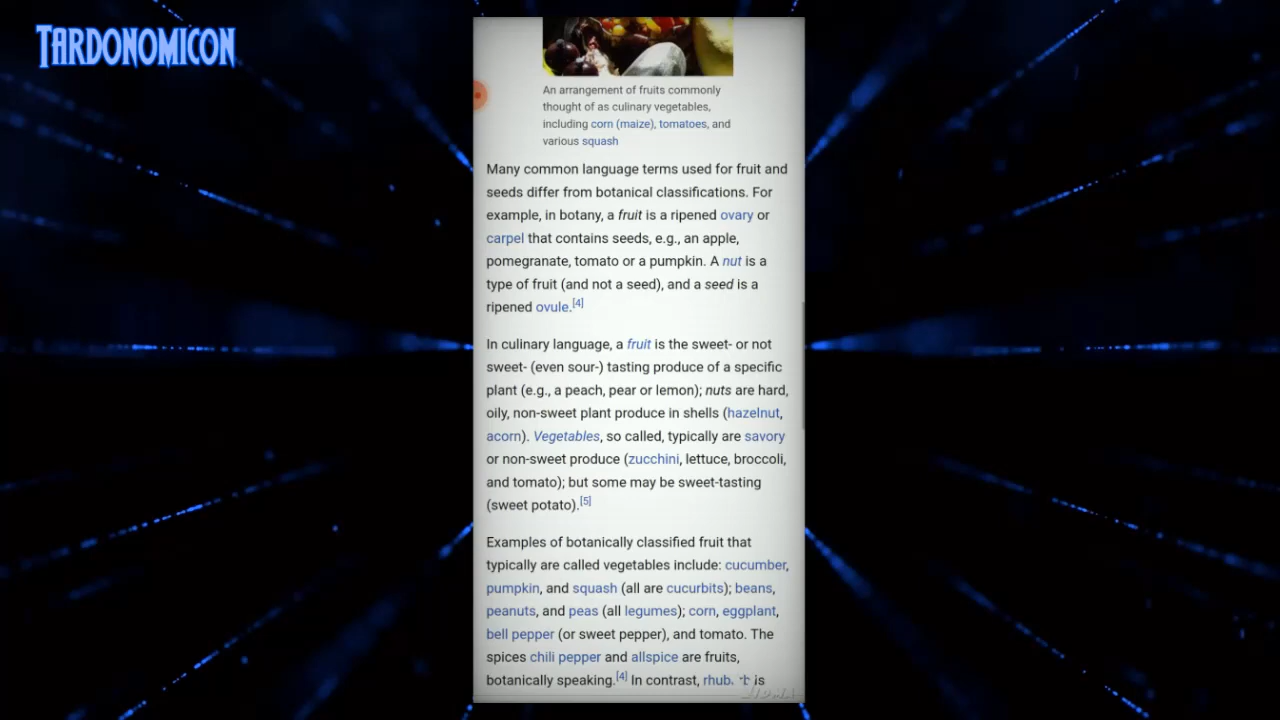 TARDONOMICON
An arrangement of fruits commonly
thought of as culinary vegetables,
including corn (maize), tomatoes, and
various squash
Many common language terms used for fruit and
seeds differ from botanical classifications. For
example, in botany, a fruit is a ripened ovary or
carpel that contains seeds, e.g., an apple,
pomegranate, tomato or a pumpkin. A nut is a
type of fruit (and not a seed), and a seed is a
ripened ovule.[4]
In culinary language, a fruit is the sweet- or not
sweet- (even sour-) tasting produce of a specific
plant (e.g., a peach, pear or lemon); nuts are hard,
oily, non-sweet plant produce in shells (hazelnut,
acorn). Vegetables, so called, typically are savory
or non-sweet produce (zucchini, lettuce, broccoli,
and tomato); but some may be sweet-tasting
(sweet potato).[5]
Examples of botanically classified fruit that
typically are called vegetables include: cucumber,
pumpkin, and squash (all are cucurbits); beans,
peanuts, and peas (all legumes); corn, eggplant,
bell pepper (or sweet pepper), and tomato. The
spices chili pepper and allspice are fruits,
botanically speaking.[4] In contrast, is